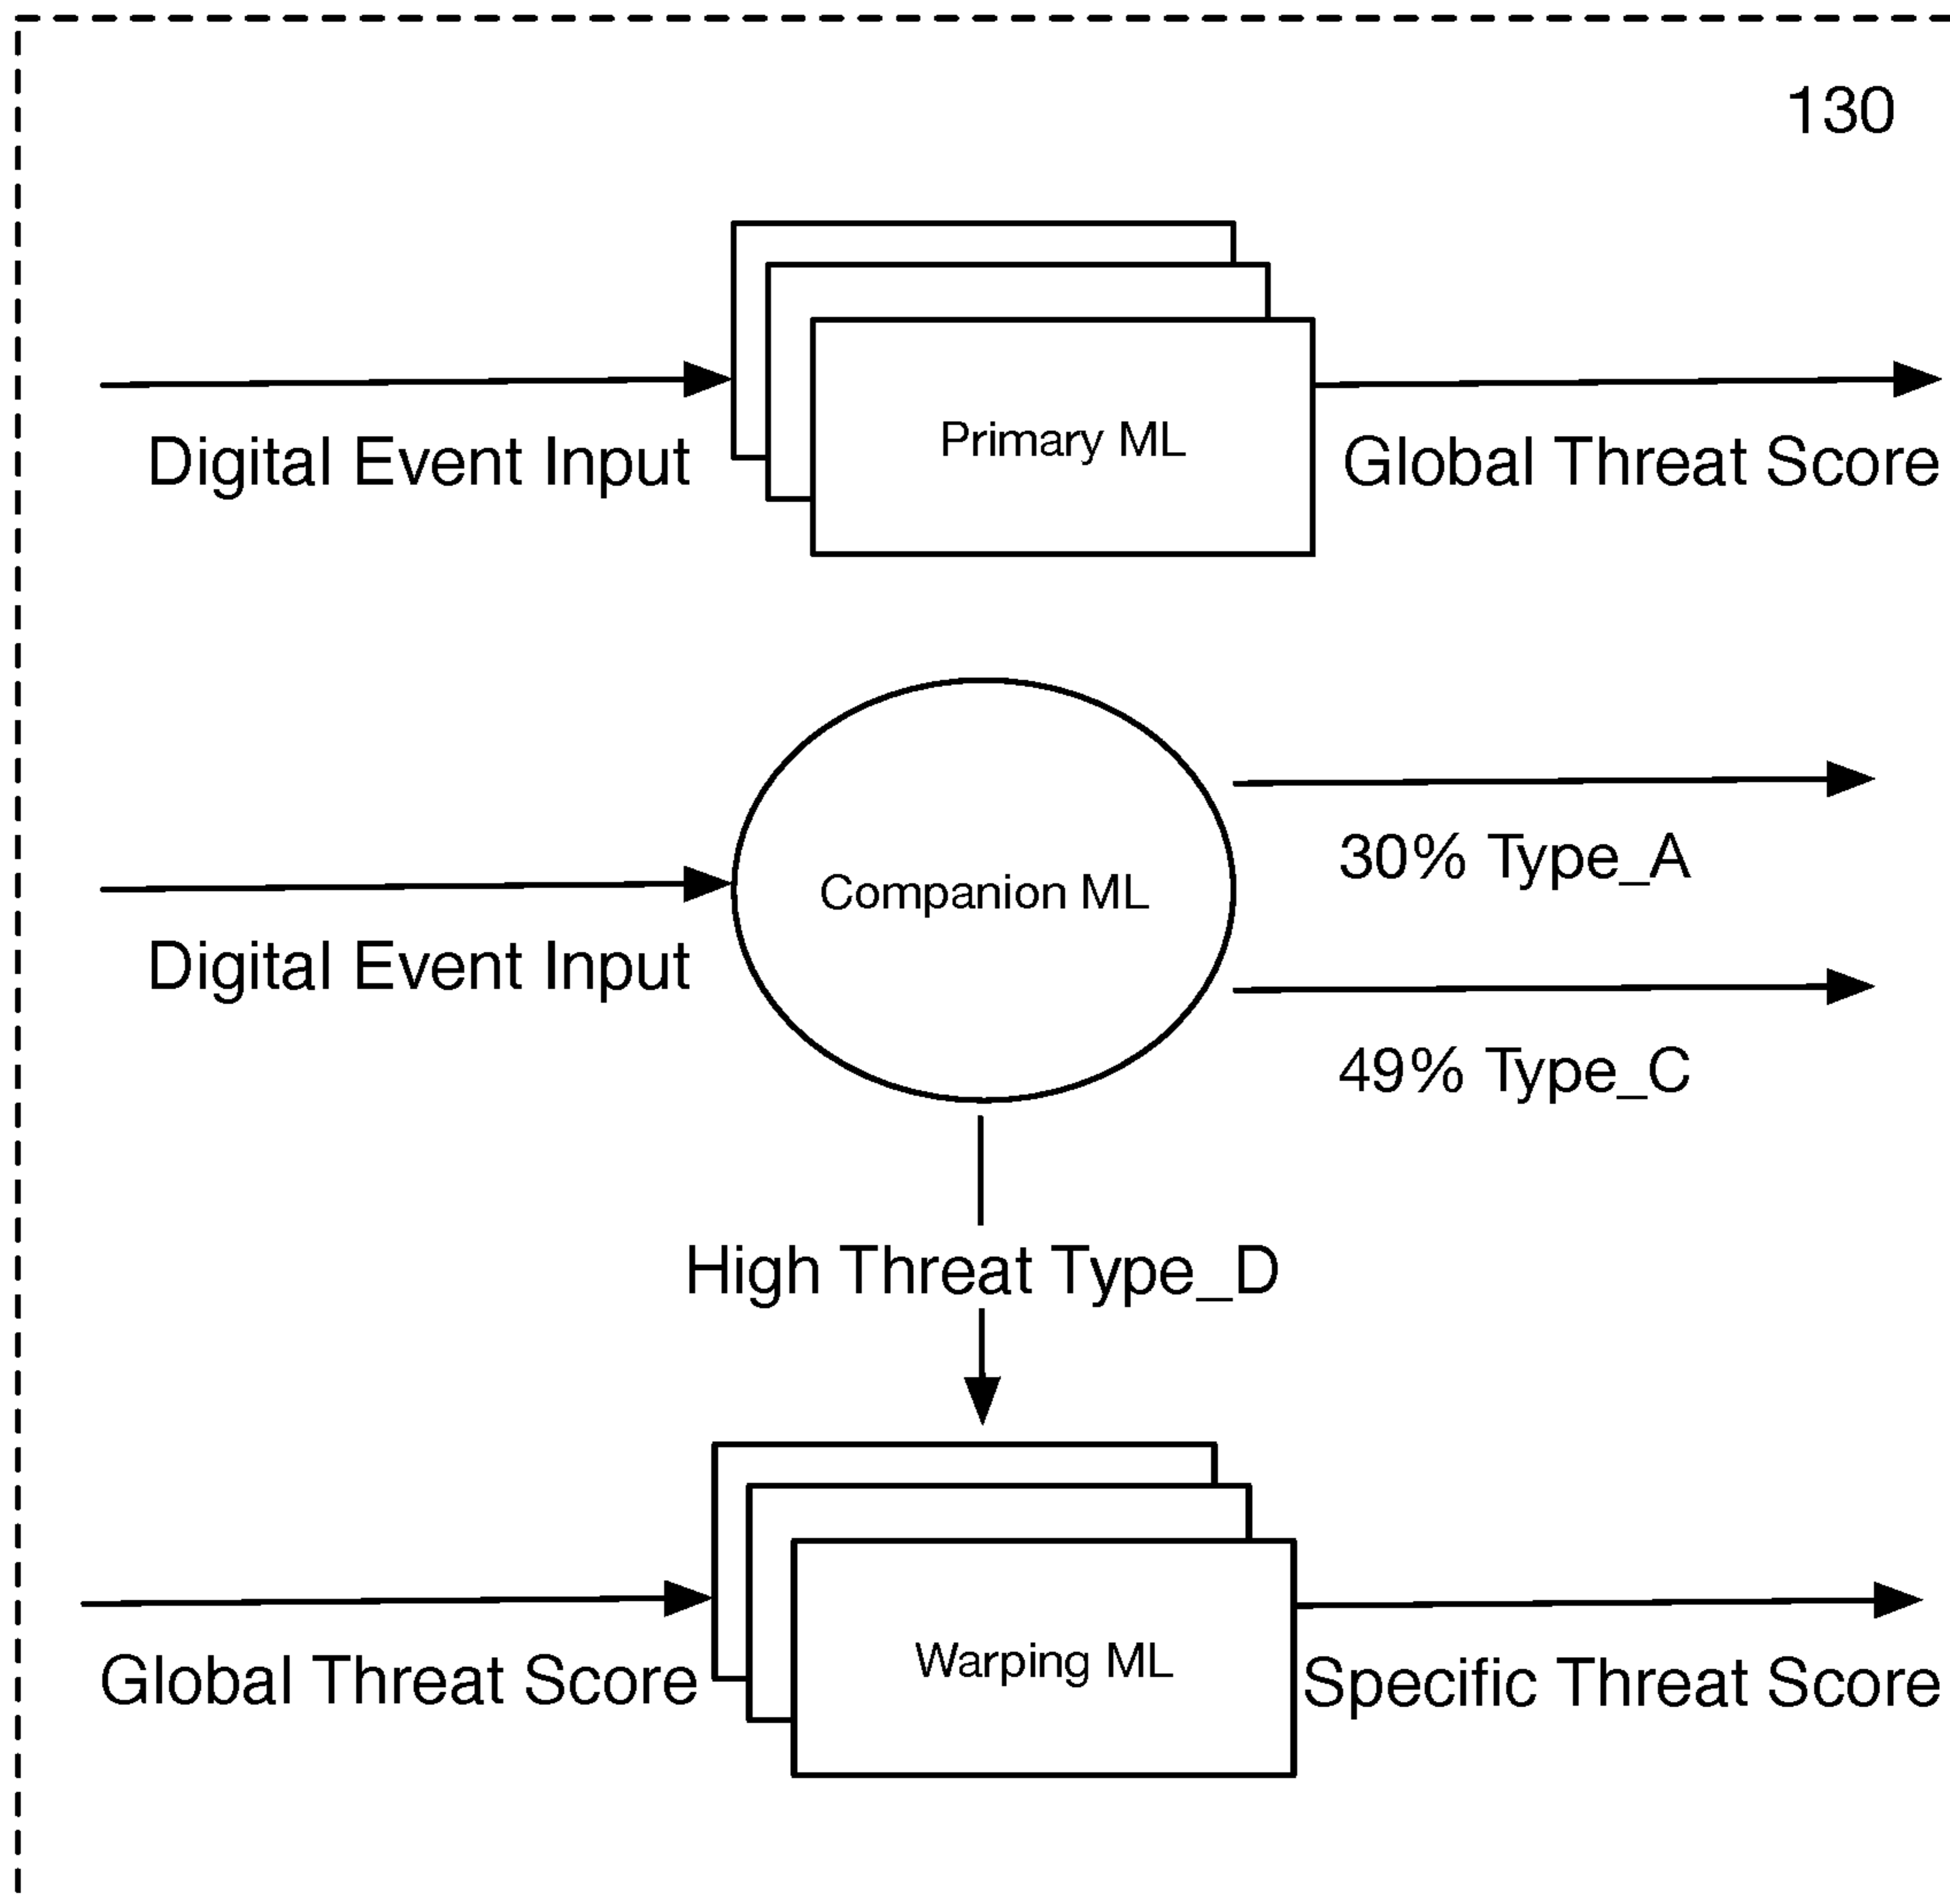 130
Primary ML
Digital Event Input
Global Threat Score
30% Type_A
Companion ML
Digital Event Input
49% Type_C
High Threat Type_D
Warping ML
Global Threat Score
Specific Threat Score